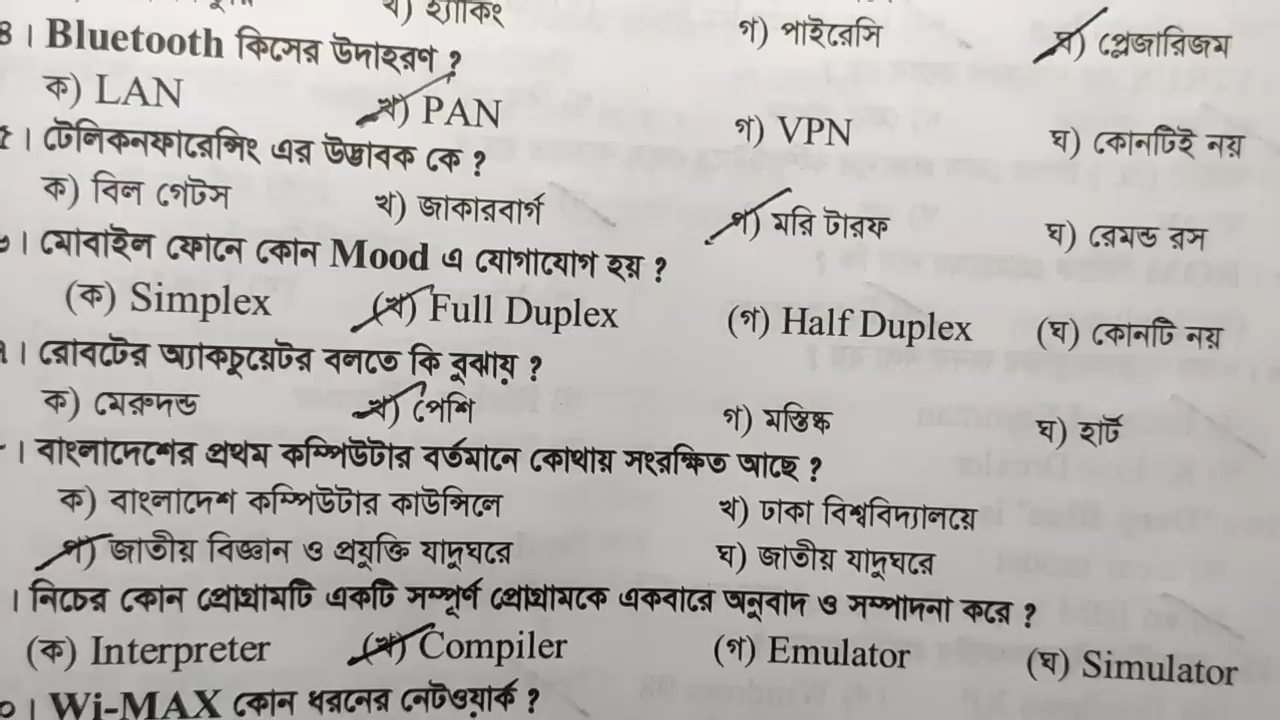 খ) হ্যাকিং গ) পাইরেসি ঘ) প্লেজারিজম
৪। Bluetooth কিসের উদাহরণ ?
ক) LAN খ) PAN গ) VPN ঘ) কোনটিই নয়
৫। টেলিকনফারেন্সিং এর উদ্ভাবক কে ?
ক) বিল গেটস খ) জাকারবার্গ গ) মরি টারফ ঘ) রেমন্ড রস
৬। মোবাইল ফোনে কোন Mood এ যোগাযোগ হয় ?
(ক) Simplex (খ) Full Duplex (গ) Half Duplex (ঘ) কোনটি নয়
৭। রোবটের অ্যাকচুয়েটর বলতে কি বুঝায় ?
ক) মেরুদন্ড খ) পেশি গ) মস্তিষ্ক ঘ) হার্ট
। বাংলাদেশের প্রথম কম্পিউটার বর্তমানে কোথায় সংরক্ষিত আছে ?
ক) বাংলাদেশ কম্পিউটার কাউন্সিলে খ) ঢাকা বিশ্ববিদ্যালয়ে
গ) জাতীয় বিজ্ঞান ও প্রযুক্তি যাদুঘরে ঘ) জাতীয় যাদুঘরে
। নিচের কোন প্রোগ্রামটি একটি সম্পূর্ণ প্রোগ্রামকে একবারে অনুবাদ ও সম্পাদনা করে ?
(ক) Interpreter (খ) Compiler (গ) Emulator (ঘ) Simulator
০। Wi-MAX কোন ধরনের নেটওয়ার্ক ?